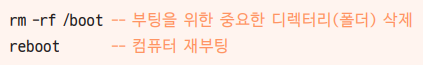 rm -rf /boot -- 부팅을 위한 중요한 디렉터리(폴더) 삭제
reboot -- 컴퓨터 재부팅